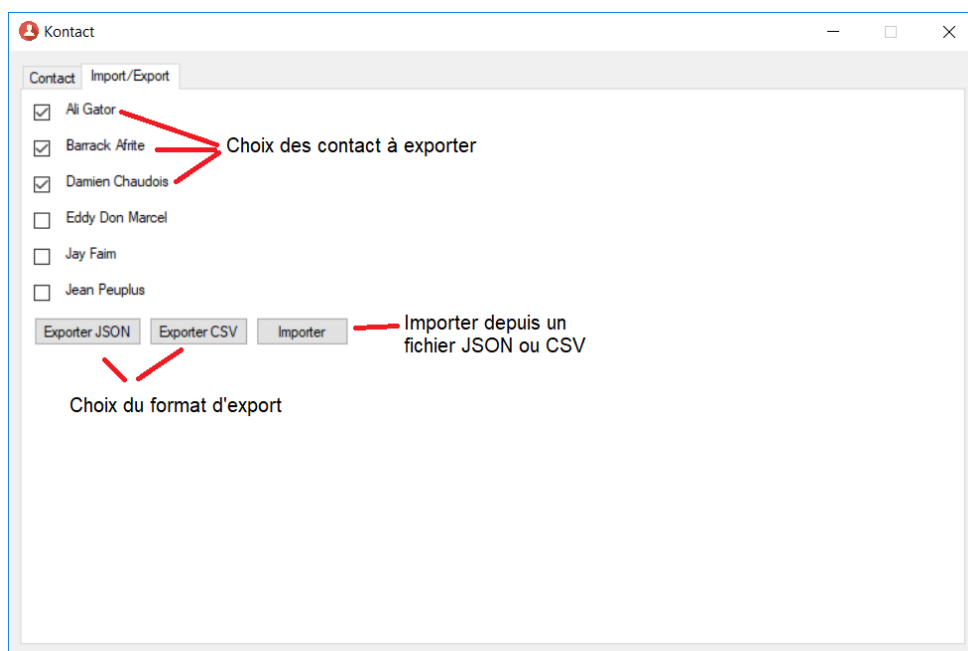 Kontact
Contact Import/Export
Ali Gator
Barrack Afrite
Choix des contact à exporter
Damien Chaudois
Eddy Don Marcel
Jay Faim
Jean Peuplus
Exporter JSON Exporter CSV Importer
Importer depuis un
fichier JSON ou CSV
Choix du format d'export